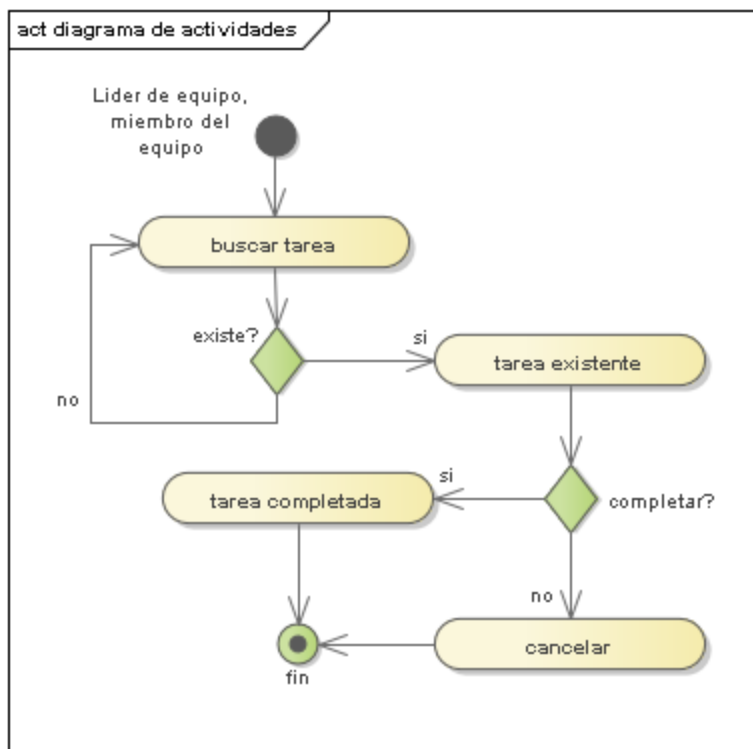 act diagrama de actividades
Lider de equipo,
miembro del
equipo
buscar tarea
existe?
si
no
tarea existente
si
tarea completada
completar?
no
cancelar
fin